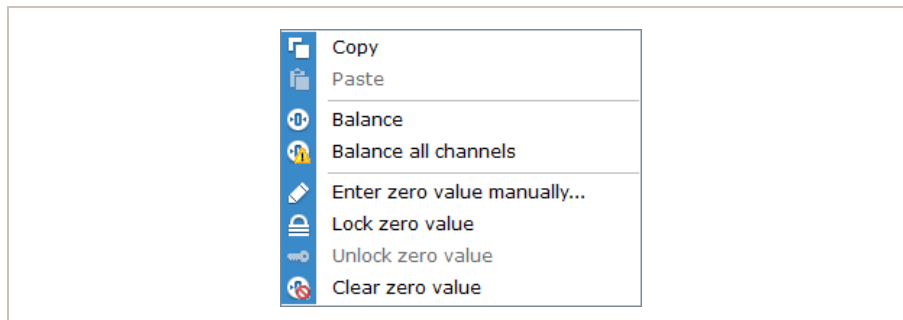 Copy
Paste
Balance
Balance all channels
Enter zero value manually...
Lock zero value
Unlock zero value
Clear zero value